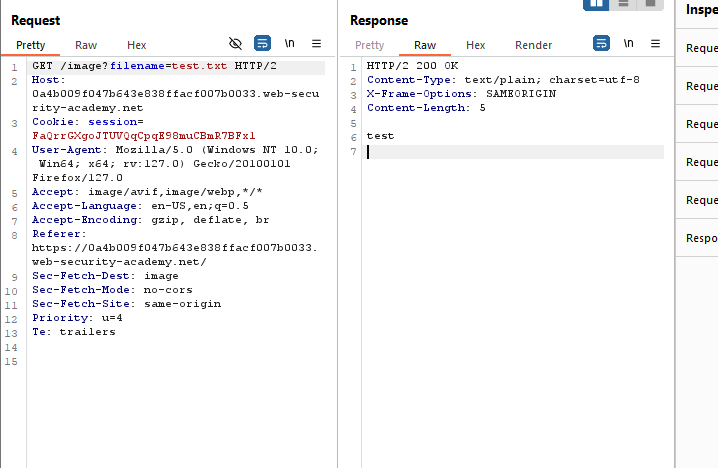 Request
Pretty Raw Hex
\n
1 GET /image?filename=test.txt HTTP/2
2 Host:
0a4b009f047b643e838ffacf007b0033.web-secu
rity-academy.net
3 Cookie: session=
FaQrrGXgoJTUVQqCpqE98muCBmR7BFxl
4 User-Agent: Mozilla/5.0 (Windows NT 10.0;
Win64; x64; rv:127.0) Gecko/20100101
Firefox/127.0
5 Accept: image/avif,image/webp,*/*
6 Accept-Language: en-US,en;q=0.5
7 Accept-Encoding: gzip, deflate, br
8 Referer:
https://0a4b009f047b643e838ffacf007b0033.
web-security-academy.net/
9 Sec-Fetch-Dest: image
10 Sec-Fetch-Mode: no-cors
11 Sec-Fetch-Site: same-origin
12 Priority: u=4
13 Te: trailers
14
15
Response
Pretty Raw Hex Render
\n
1 HTTP/2 200 OK
2 Content-Type: text/plain; charset=utf-8
3 X-Frame-Options: SAMEORIGIN
4 Content-Length: 5
5
6 test
7
Inspe
Reque
Reque
Reque
Reque
Reque
Respo